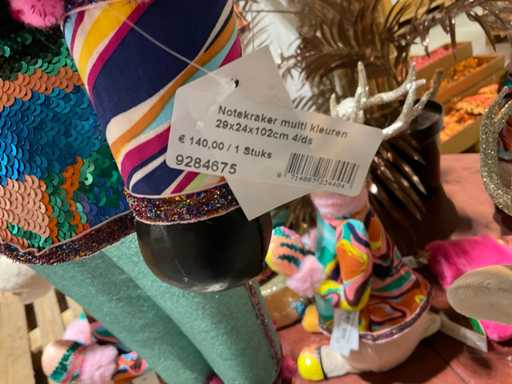 Notekraker multi kleuren
29x24x102cm 4/ds
€ 140,00 / 1 Stuks
9284675